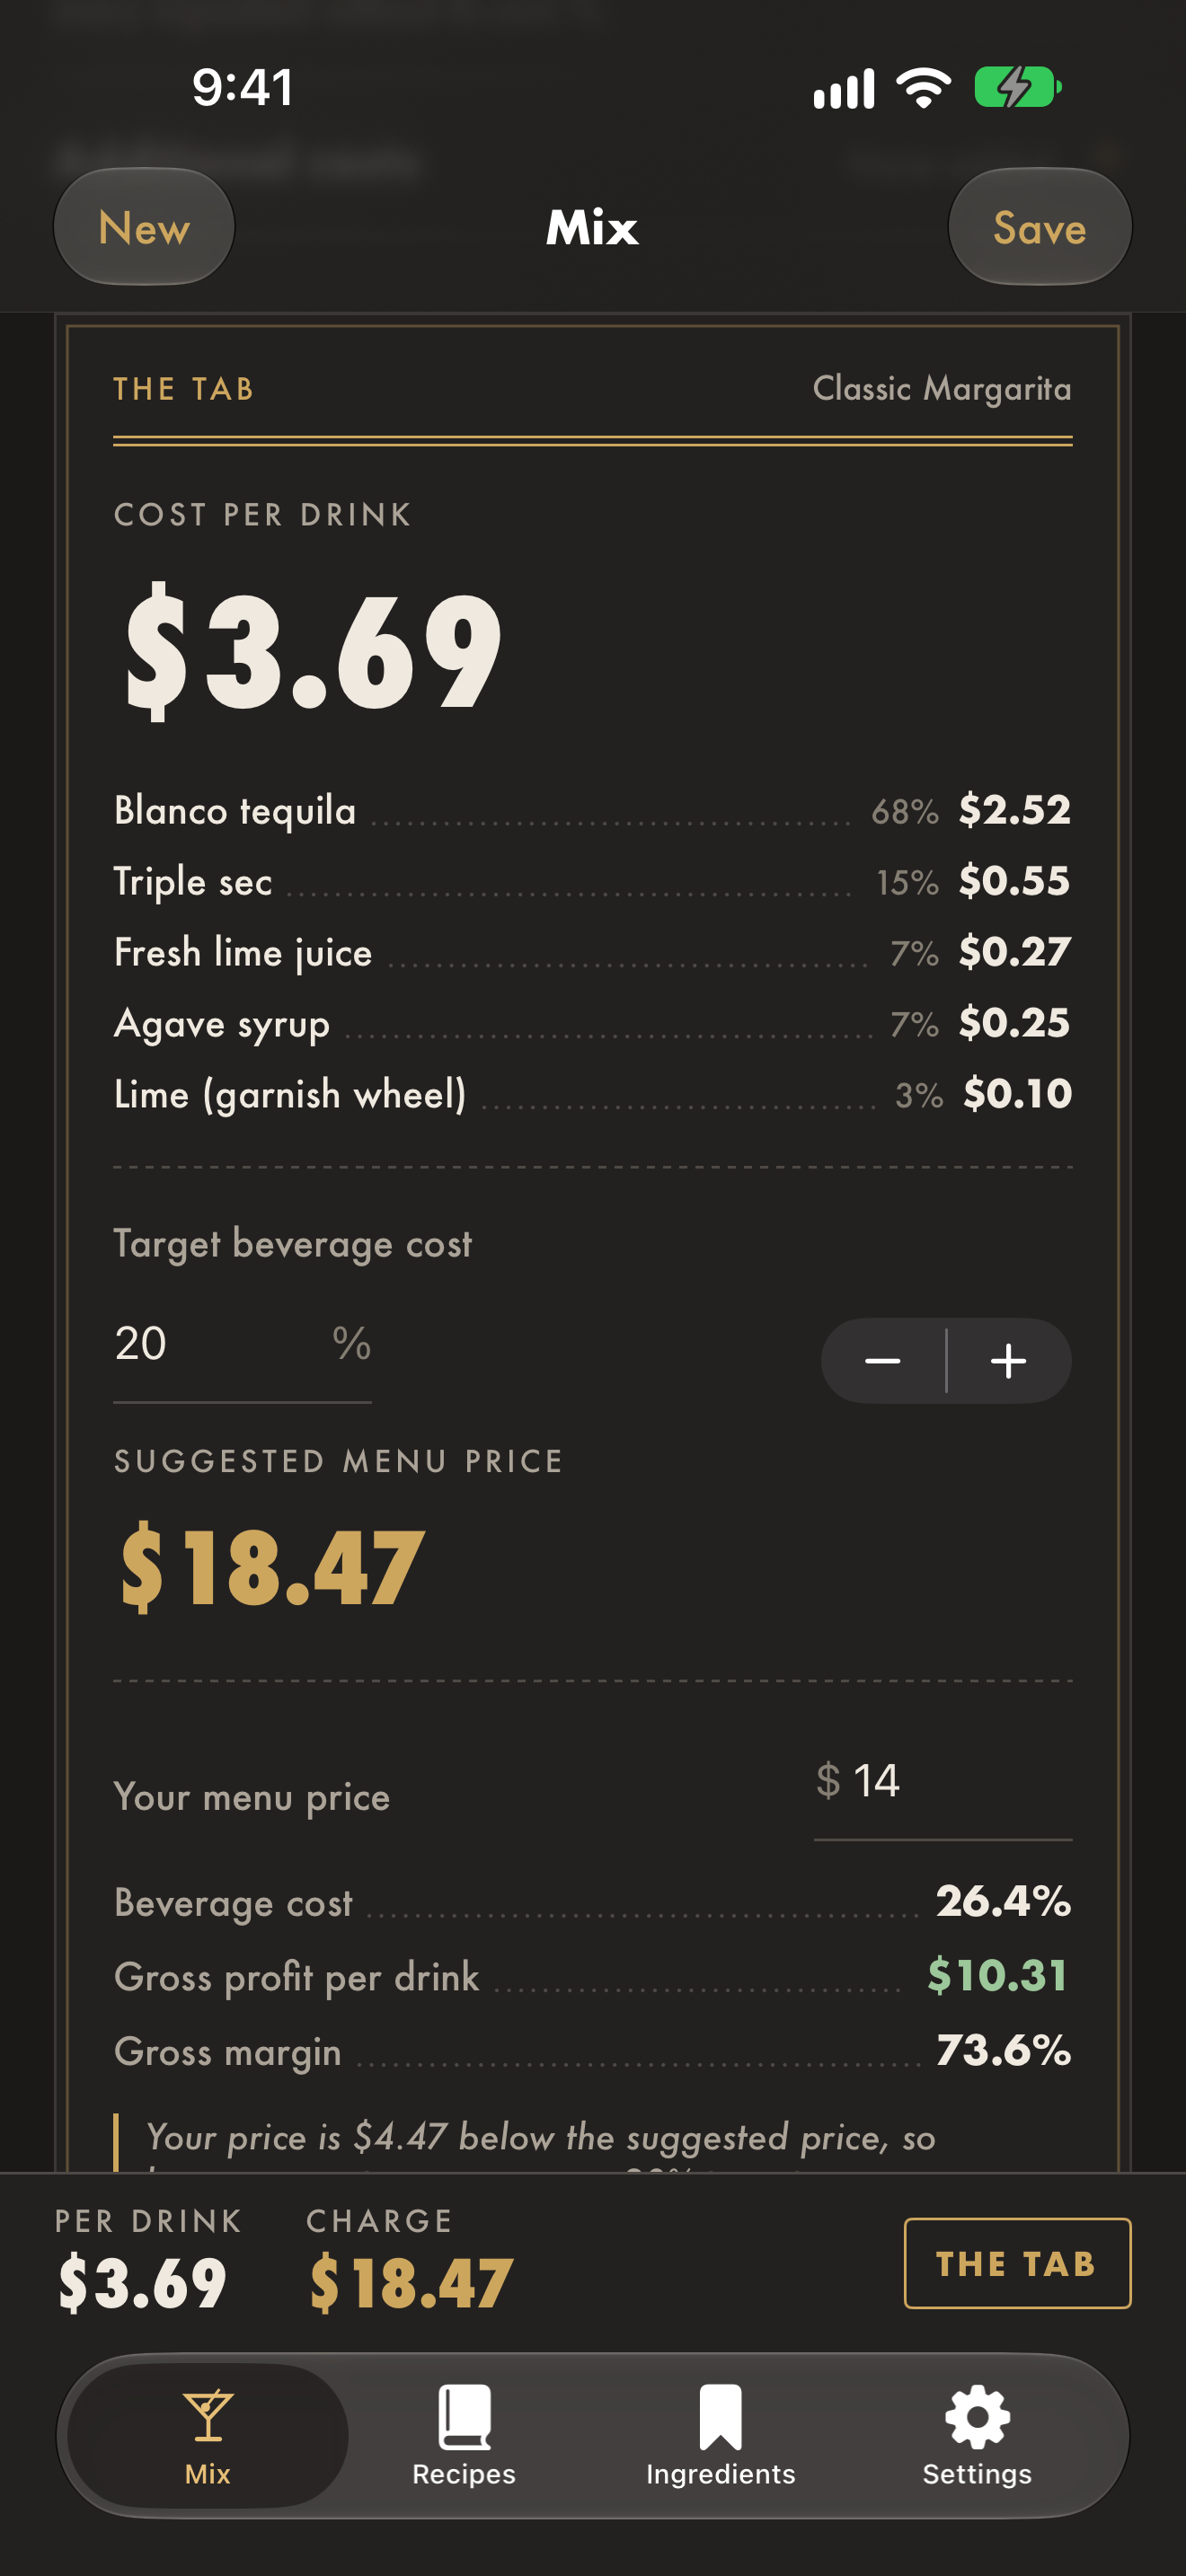 9:41
Additional costs
New
Mix
Save
THE TAB
Classic Margarita
COST PER DRINK
$3.69
Blanco tequila 68% $2.52
Triple sec 15% $0.55
Fresh lime juice 7% $0.27
Agave syrup 7% $0.25
Lime (garnish wheel) 3% $0.10
Target beverage cost
20 %
SUGGESTED MENU PRICE
$18.47
Your menu price $ 14
Beverage cost 26.4%
Gross profit per drink $10.31
Gross margin 73.6%
Your price is $4.47 below the suggested price, so
PER DRINK CHARGE
$3.69 $18.47
THE TAB
Mix Recipes Ingredients Settings